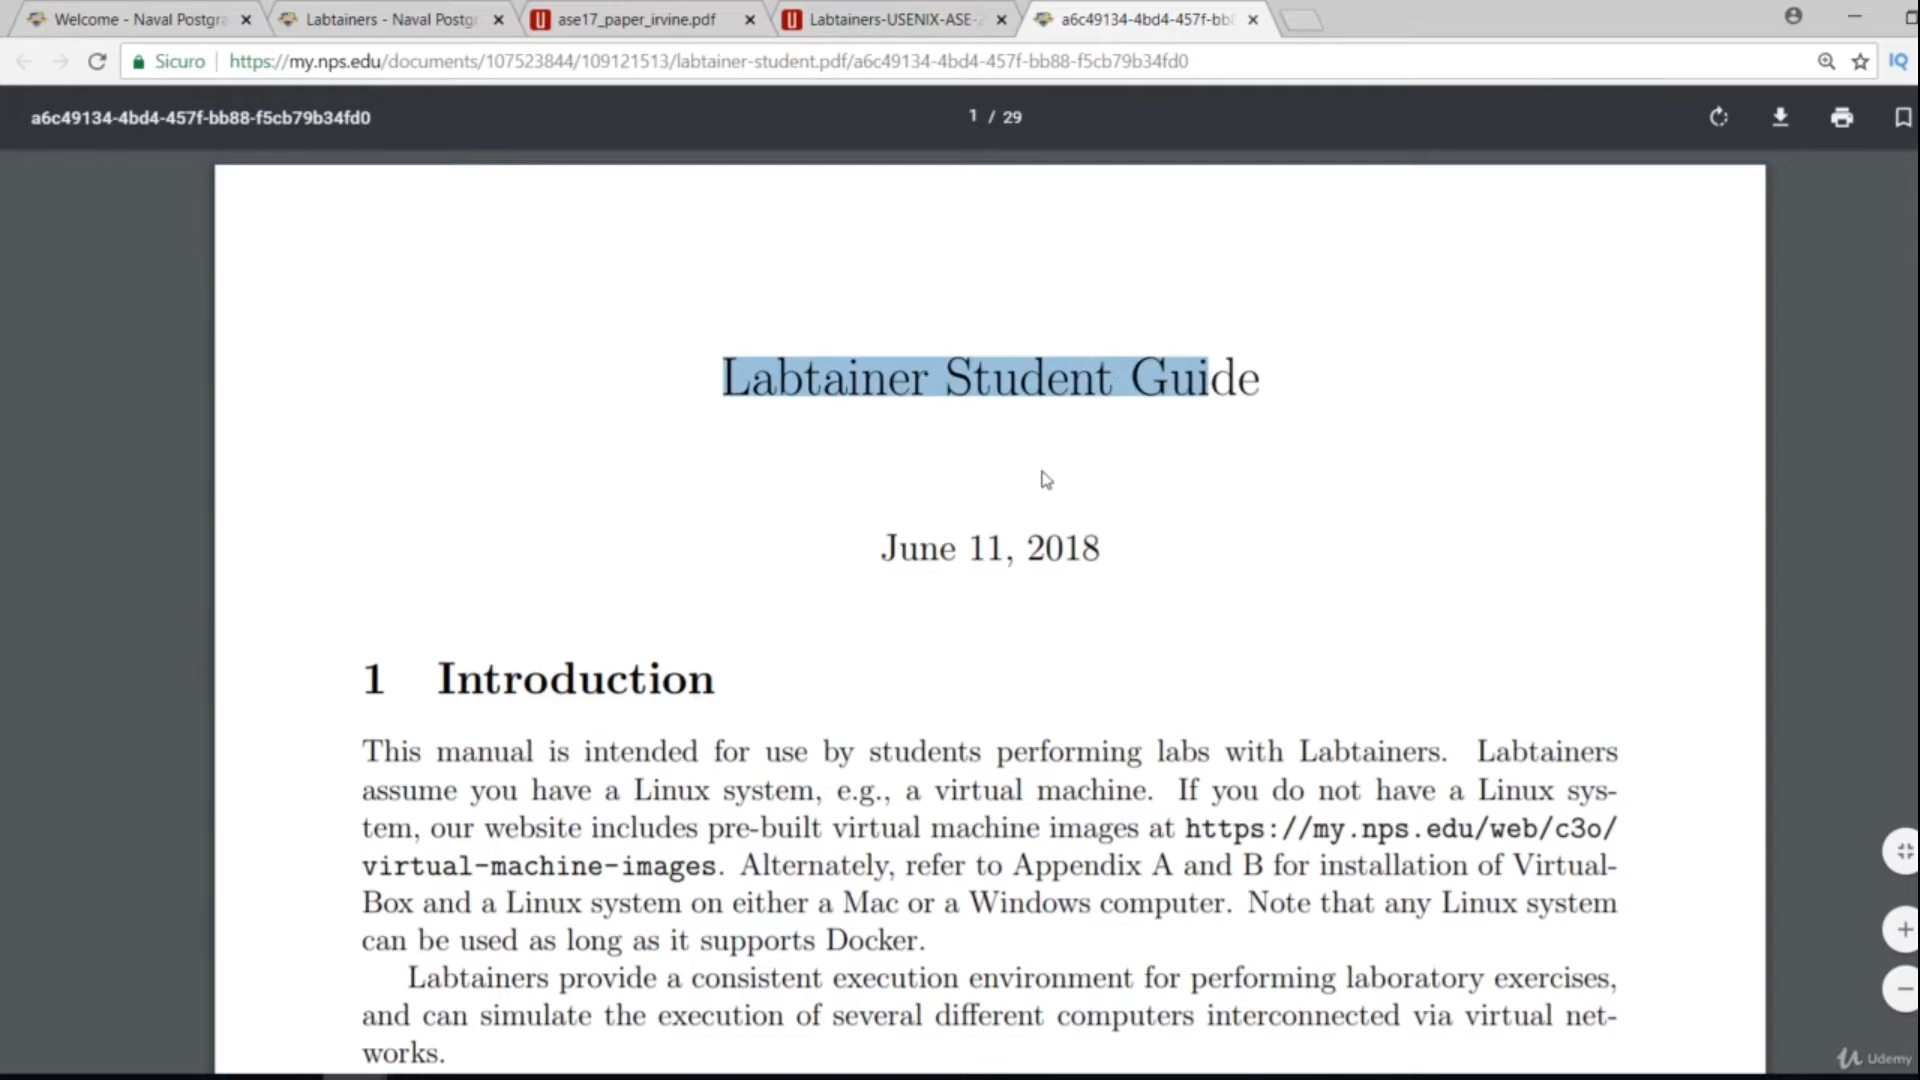 Welcome - Naval Postgra
Labtainers - Naval Postgr
ase17_paper_irvine.pdf
Labtainers-USENIX-ASE-2
a6c49134-4bd4-457f-bb8
Sicuro
https://my.nps.edu/documents/107523844/109121513/labtainer-student.pdf/a6c49134-4bd4-457f-bb88-f5cb79b34fd0
IQ
a6c49134-4bd4-457f-bb88-f5cb79b34fd0
1 / 29
Labtainer Student Guide
June 11, 2018
1 Introduction
This manual is intended for use by students performing labs with Labtainers. Labtainers
assume you have a Linux system, e.g., a virtual machine. If you do not have a Linux sys-
tem, our website includes pre-built virtual machine images at https://my.nps.edu/web/c3o/
virtual-machine-images. Alternately, refer to Appendix A and B for installation of Virtual-
Box and a Linux system on either a Mac or a Windows computer. Note that any Linux system
can be used as long as it supports Docker.
Labtainers provide a consistent execution environment for performing laboratory exercises,
and can simulate the execution of several different computers interconnected via virtual net-
works.
Udemy